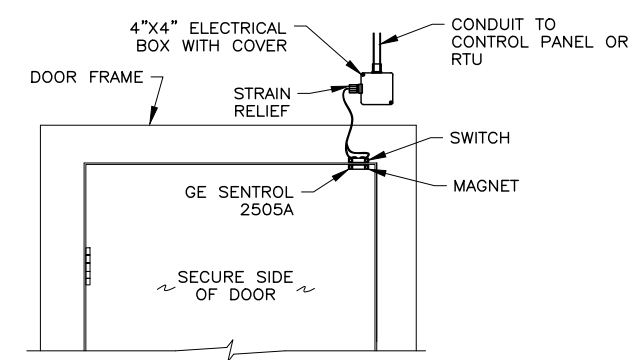 4”X4” ELECTRICAL
BOX WITH COVER
CONDUIT TO
CONTROL PANEL OR
RTU
DOOR FRAME
STRAIN
RELIEF
SWITCH
GE SENTROL
2505A
MAGNET
SECURE SIDE
OF DOOR